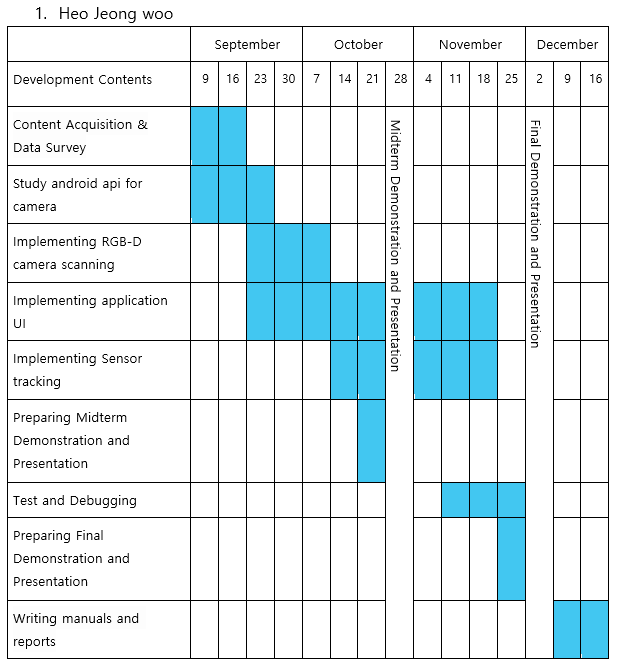 1. Heo Jeong woo
September October November December
Development Contents 9 16 23 30 7 14 21 28 4 11 18 25 2 9 16
Content Acquisition &
Data Survey
Study android api for
camera
Implementing RGB-D
camera scanning
Implementing application
UI
Implementing Sensor
tracking
Preparing Midterm
Demonstration and
Presentation
Test and Debugging
Preparing Final
Demonstration and
Presentation
Writing manuals and
reports
Midterm Demonstration and Presentation
Final Demonstration and Presentation